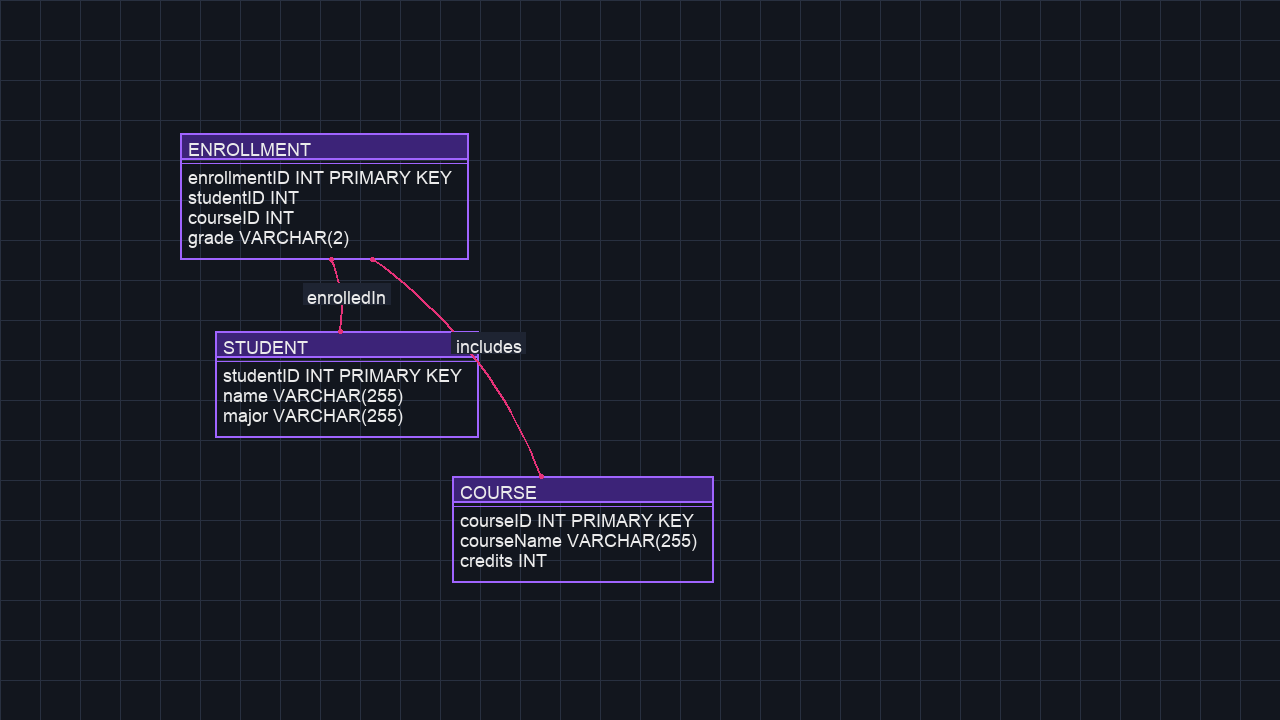 ENROLLMENT
enrollmentID INT PRIMARY KEY
studentID INT
courseID INT
grade VARCHAR(2)
enrolledIn
STUDENT
includes
studentID INT PRIMARY KEY
name VARCHAR(255)
major VARCHAR(255)
COURSE
courseID INT PRIMARY KEY
courseName VARCHAR(255)
credits INT